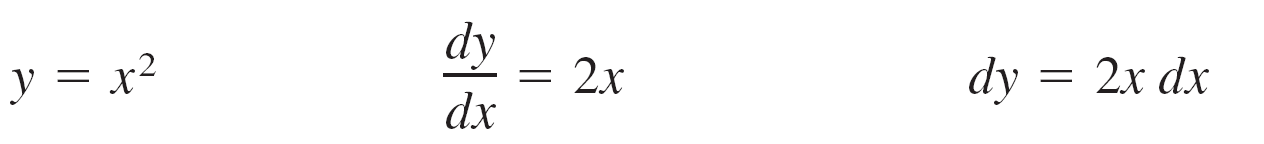 y = x² dy/dx = 2x dy = 2x dx